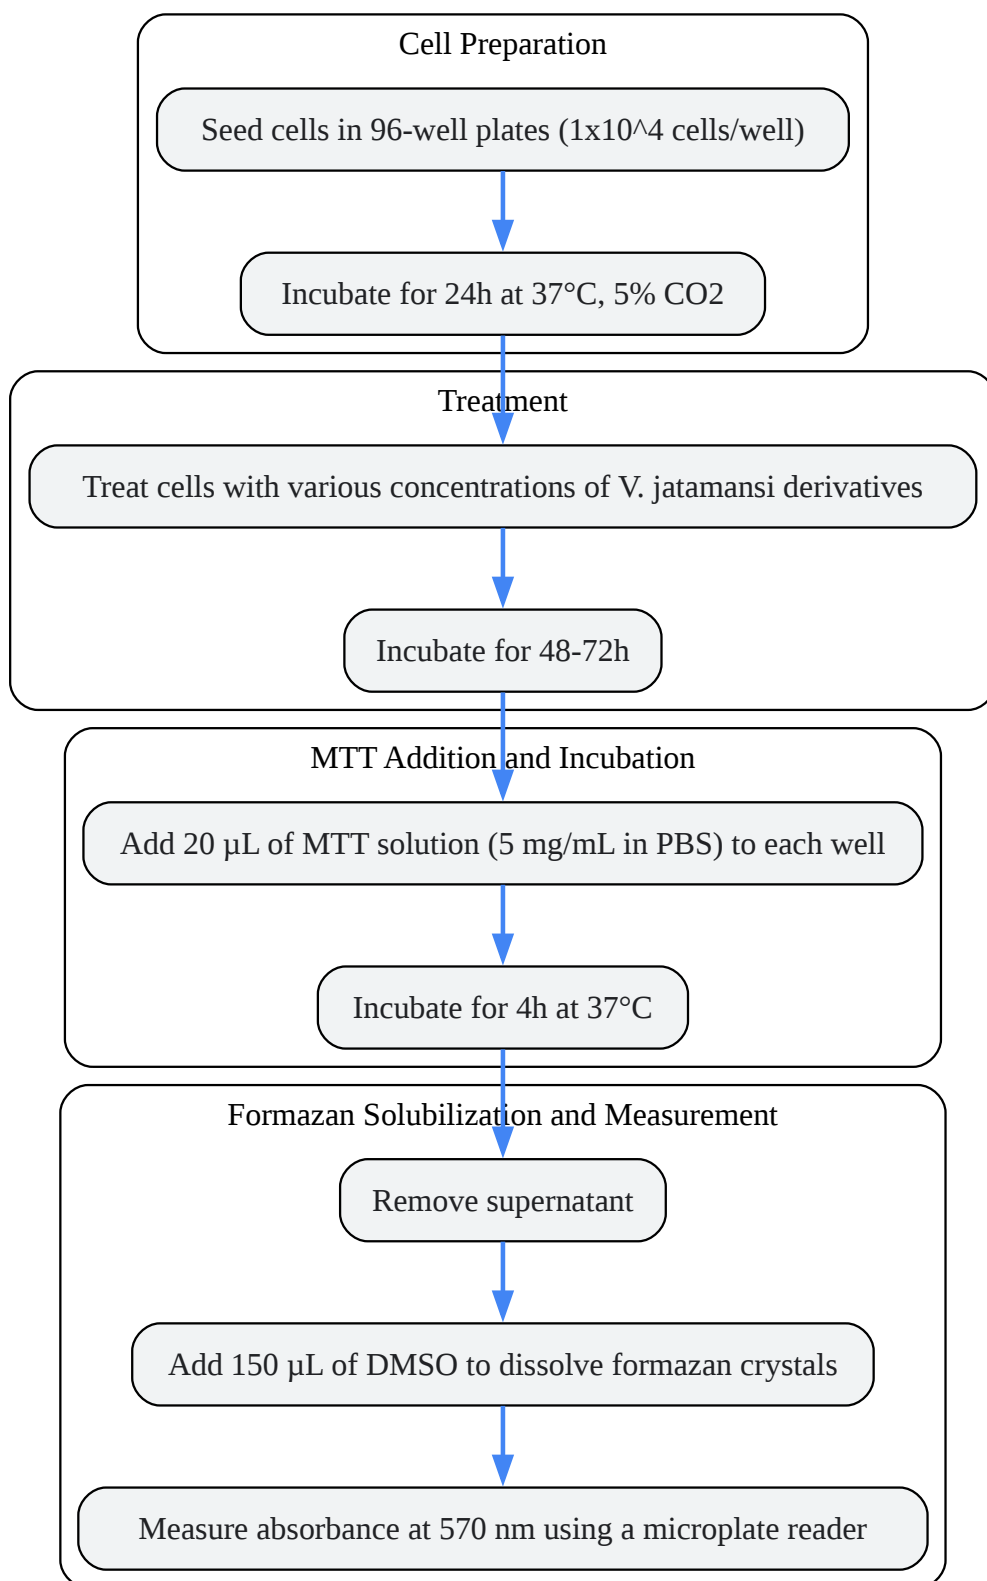 Cell Preparation
Seed cells in 96-well plates (1x10^4 cells/well)
Incubate for 24h at 37°C, 5% CO2
Treatment
Treat cells with various concentrations of V. jatamansi derivatives
Incubate for 48-72h
MTT Addition and Incubation
Add 20 µL of MTT solution (5 mg/mL in PBS) to each well
Incubate for 4h at 37°C
Formazan Solubilization and Measurement
Remove supernatant
Add 150 µL of DMSO to dissolve formazan crystals
Measure absorbance at 570 nm using a microplate reader